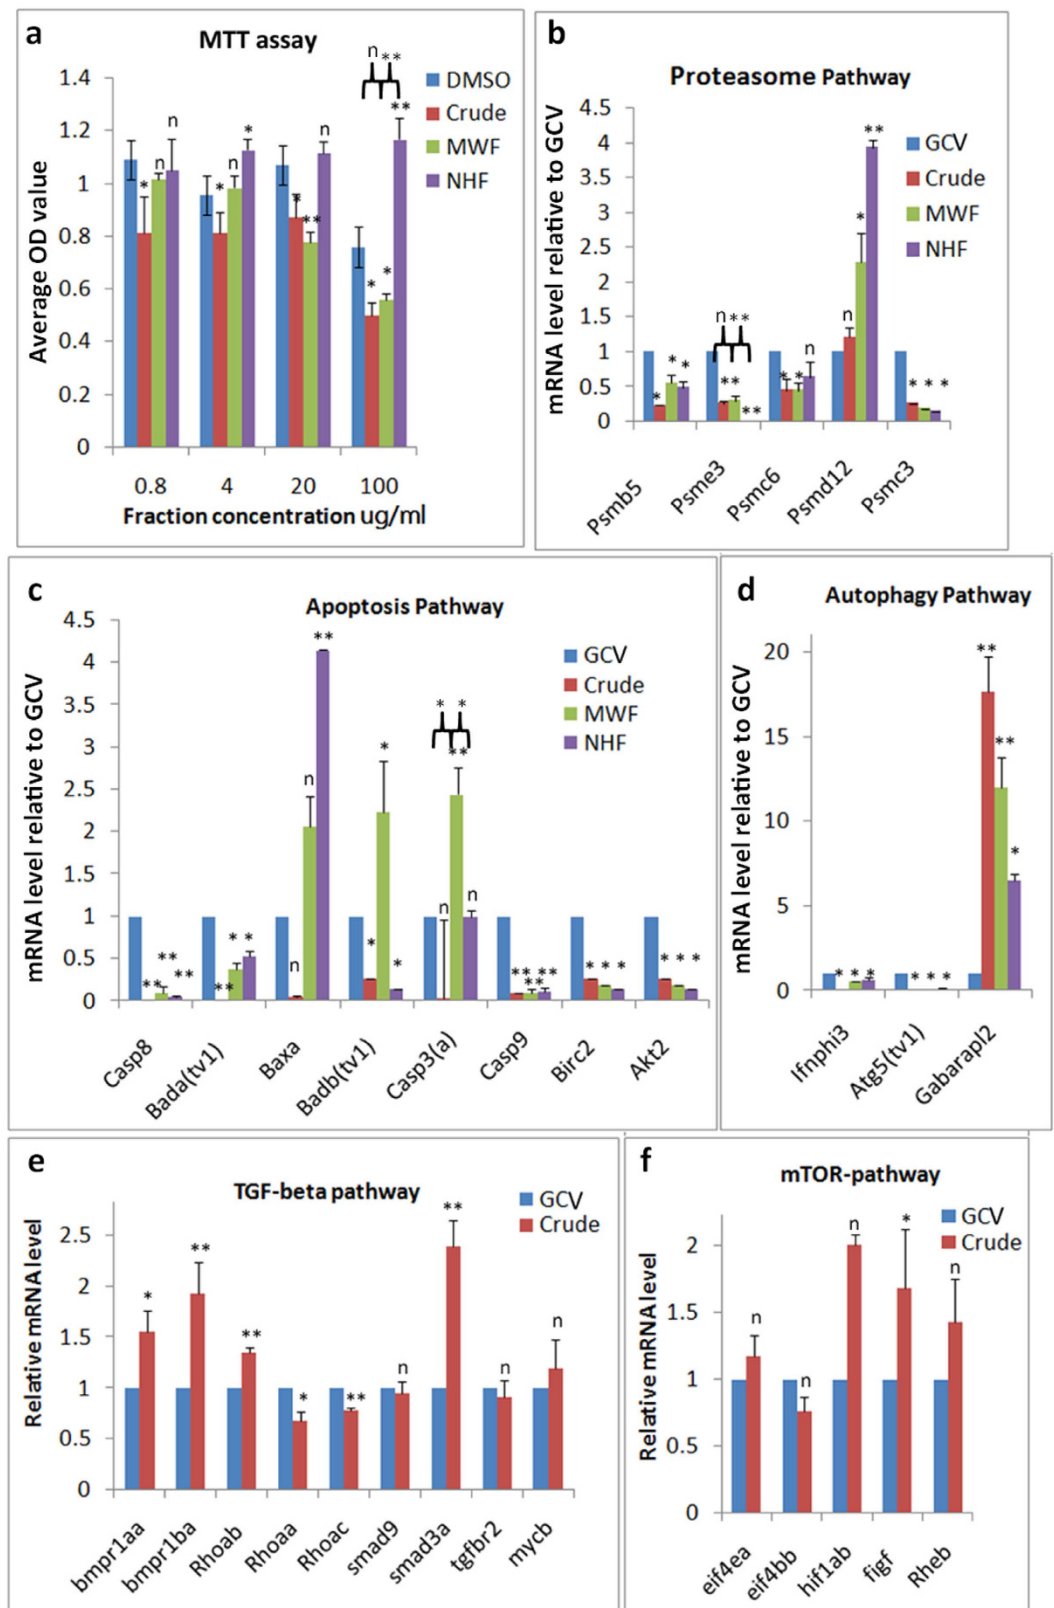 a
MTT assay
n **
1.4
1.2
1
0.8
0.6
0.4
0.2
0
Average OD value
DMSO
Crude
MWF
NHF
* n n
* n *
* ** n
* * **
0.8 4 20 100
Fraction concentration ug/ml
b
Proteasome Pathway
4.5
4
3.5
3
2.5
2
1.5
1
0.5
0
mRNA level relative to GCV
GCV
Crude
MWF
NHF
n **
* * *
** **
* * n
n * **
* * *
Psmb5 Psme3 Psmc6 Psmd12 Psmc3
c
Apoptosis Pathway
4.5
4
3.5
3
2.5
2
1.5
1
0.5
0
mRNA level relative to GCV
GCV
Crude
MWF
NHF
* *
** ** **
** * *
n n **
* * *
n ** n
** ** **
* * *
* * *
Casp8 Bada(tv1) Baxa Badb(tv1) Casp3(a) Casp9 Birc2 Akt2
d
Autophagy Pathway
20
15
10
5
0
mRNA level relative to GCV
* * *
* * *
** ** *
Ifnphi3 Atg5(tv1) Gabarapl2
e
TGF-beta pathway
GCV
Crude
2.5
2
1.5
1
0.5
0
Relative mRNA level
* ** ** * ** n ** n n
bmpr1aa bmpr1ba Rhoab Rhoaa Rhoac smad9 smad3a tgfbr2 mycb
f
mTOR-pathway
GCV
Crude
2
1.5
1
0.5
0
Relative mRNA level
n n n * n
eif4ea eif4bb hif1ab figf Rheb